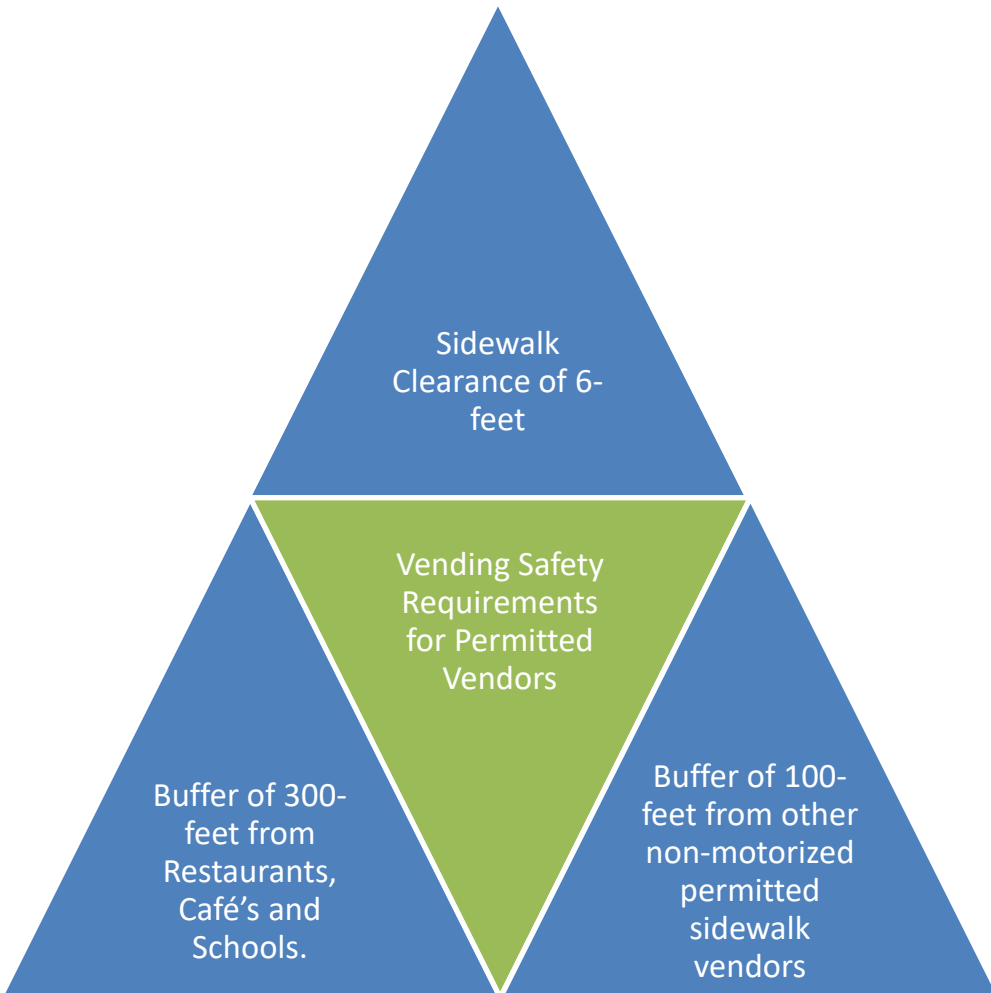 Sidewalk
Clearance of 6-
feet
Vending Safety
Requirements
for Permitted
Vendors
Buffer of 300-
feet from
Restaurants,
Café’s and
Schools.
Buffer of 100-
feet from other
non-motorized
permitted
sidewalk
vendors